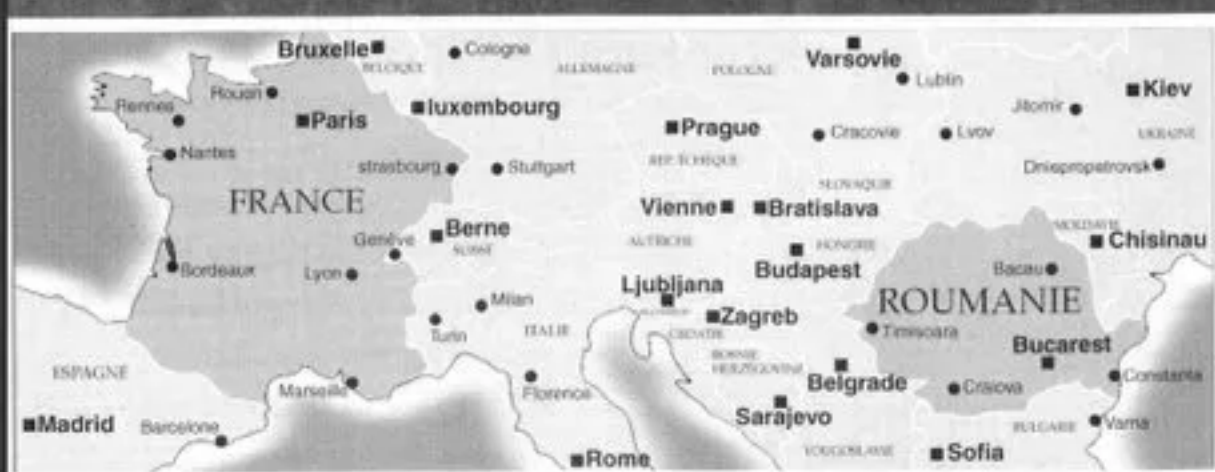 Bruxelle
Cologne
BELGIQUE
ALLEMAGNE
POLOGNE
Varsovie
Lublin
Kiev
Rouen
Rennes
Paris
luxembourg
Prague
Cracovie
Lvov
Jitomir
UKRAINE
Nantes
strasbourg
Stuttgart
REP. TCHEQUE
SLOVAQUIE
Dniepropetrovsk
FRANCE
Vienne
Bratislava
Berne
SUISSE
Genève
AUTRICHE
HONGRIE
MOLDAVIE
Chisinau
Bordeaux
Lyon
Budapest
Bacau
Ljubljana
ROUMANIE
Milan
Turin
ITALIE
Zagreb
CROATIE
Timisoara
BOSNIE
HERZEGOVINE
Bucarest
ESPAGNE
Marseille
Florence
Belgrade
Craiova
Constanta
Madrid
Barcelone
Sarajevo
BULGARIE
Varna
YOUGOSLAVIE
Rome
Sofia